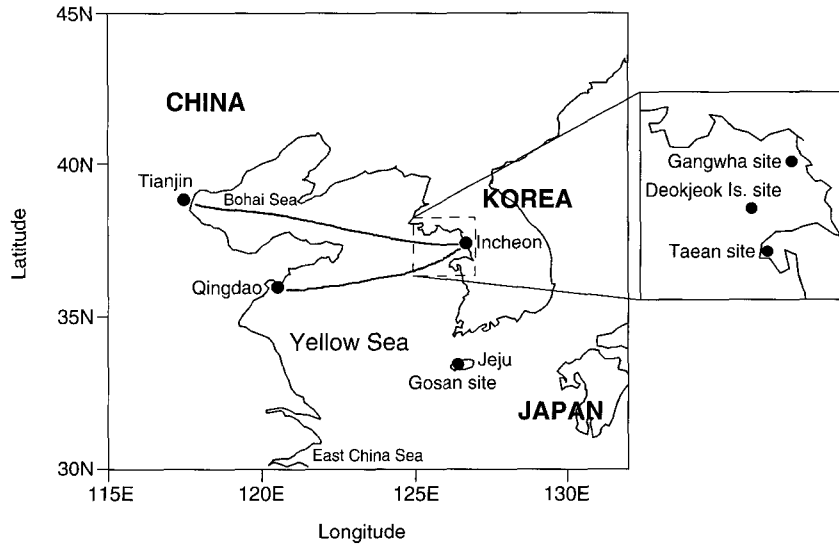 45N
CHINA
40N
Tianjin
Bohai Sea
KOREA
Gangwha site
Deokjeok Is. site
Taean site
Incheon
Qingdao
35N
Yellow Sea
Jeju
Gosan site
JAPAN
East China Sea
30N
115E
120E
125E
130E
Latitude
Longitude